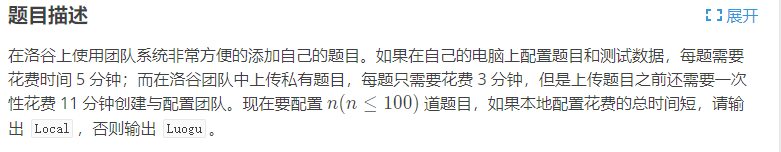 题目描述
展开
在洛谷上使用团队系统非常方便的添加自己的题目。如果在自己的电脑上配置题目和测试数据，每题需要
花费时间 5 分钟；而在洛谷团队中上传私有题目，每题只需要花费 3 分钟，但是上传题目之前还需要一次
性花费 11 分钟创建与配置团队。现在要配置 n(n ≤ 100) 道题目，如果本地配置花费的总时间短，请输
出 Local ，否则输出 Luogu 。